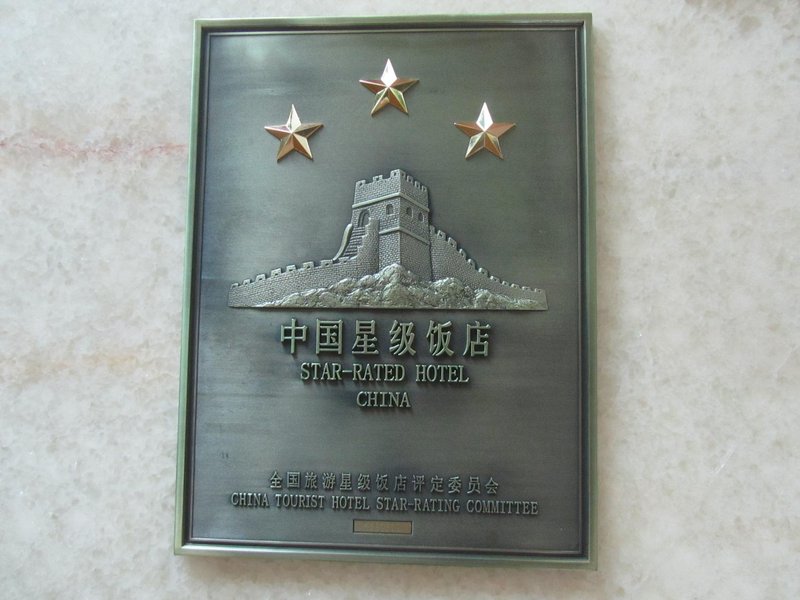 中国星级饭店
STAR-RATED HOTEL
CHINA
全国旅游星级饭店评定委员会
CHINA TOURIST HOTEL STAR-RATING COMMITTEE